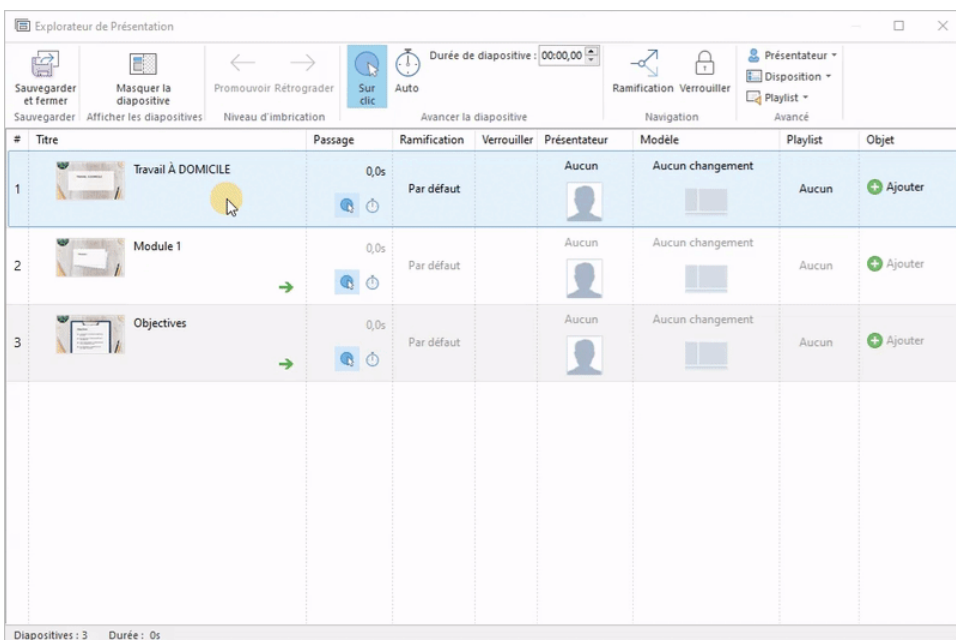 Explorateur de Présentation
Sauvegarder et fermer
Masquer la diapositive
Promouvoir Rétrograder
Sur clic
Auto
Durée de diapositive : 00:00,00
Ramification Verrouiller
Présentateur
Disposition
Playlist
Sauvegarder Afficher les diapositives Niveau d'imbrication Avancer la diapositive Navigation Avancé
# Titre Passage Ramification Verrouiller Présentateur Modèle Playlist Objet
1 Travail À DOMICILE 0,0s Par défaut Aucun Aucun changement Aucun Ajouter
2 Module 1 0,0s Par défaut Aucun Aucun changement Aucun Ajouter
3 Objectives 0,0s Par défaut Aucun Aucun changement Aucun Ajouter
Diapositives : 3 Durée : 0s